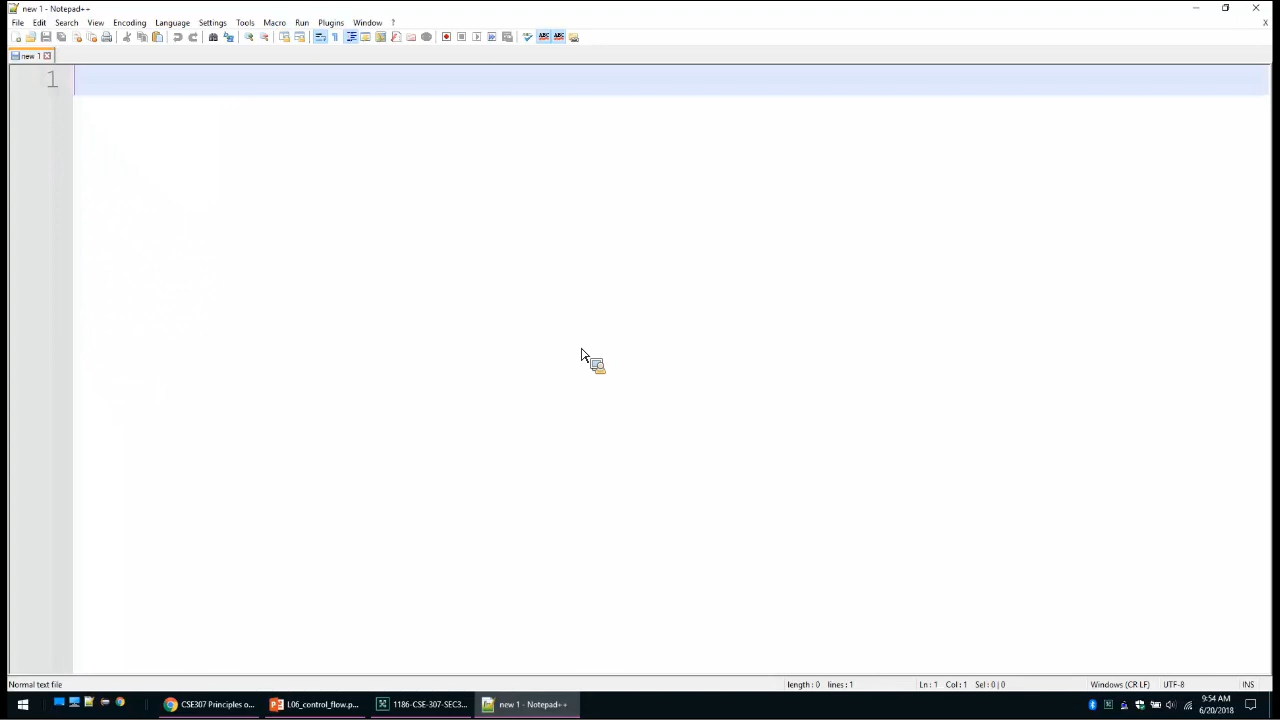 new 1 - Notepad++
File Edit Search View Encoding Language Settings Tools Macro Run Plugins Window ?
X
ABC ABC
new 1
1
Normal text file
length : 0 lines : 1
Ln : 1 Col : 1 Sel : 0 | 0
Windows (CR LF)
UTF-8
INS
CSE307 Principles o...
L06_control_flow.p...
1186-CSE-307-SEC3...
new 1 - Notepad++
9:54 AM
6/20/2018